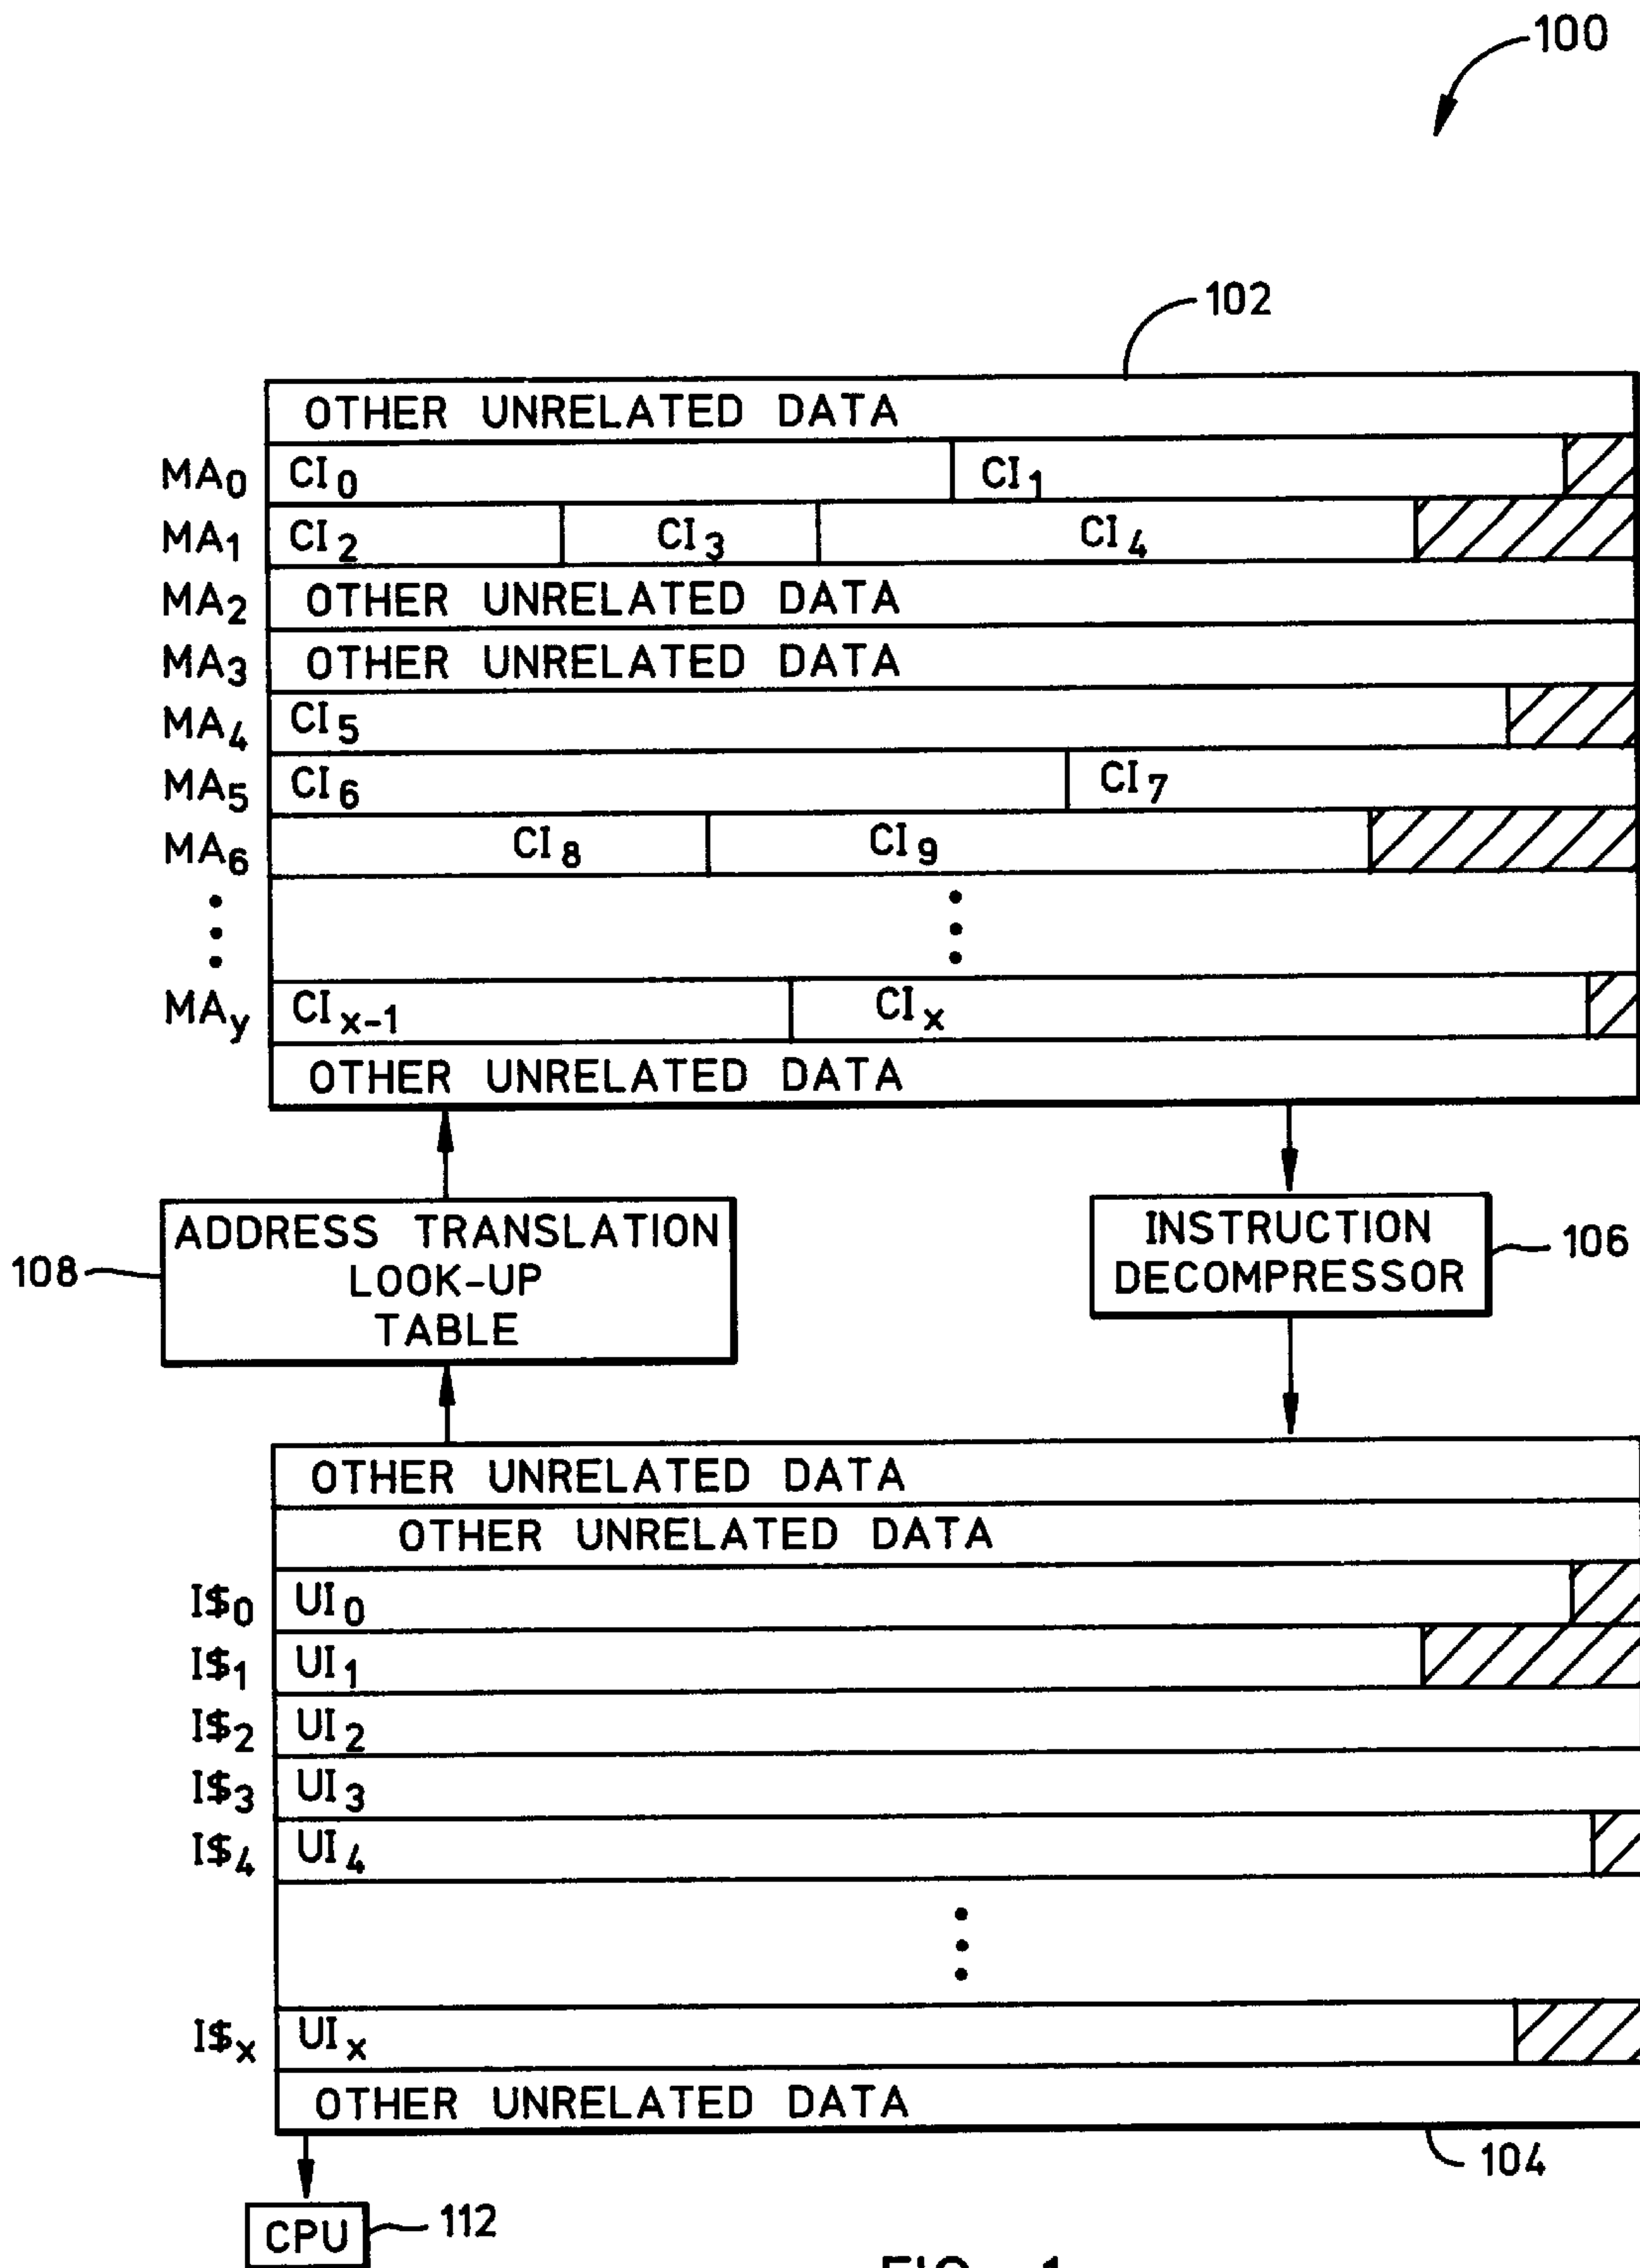 100
102
OTHER UNRELATED DATA
MA₀ CI₀ CI₁
MA₁ CI₂ CI₃ CI₄
MA₂ OTHER UNRELATED DATA
MA₃ OTHER UNRELATED DATA
MA₄ CI₅
MA₅ CI₆ CI₇
MA₆ CI₈ CI₉
MAy CIx-1 CIx
OTHER UNRELATED DATA
108
ADDRESS TRANSLATION
LOOK-UP
TABLE
INSTRUCTION
DECOMPRESSOR
106
OTHER UNRELATED DATA
OTHER UNRELATED DATA
I$₀ UI₀
I$₁ UI₁
I$₂ UI₂
I$₃ UI₃
I$₄ UI₄
I$x UIx
OTHER UNRELATED DATA
104
CPU 112